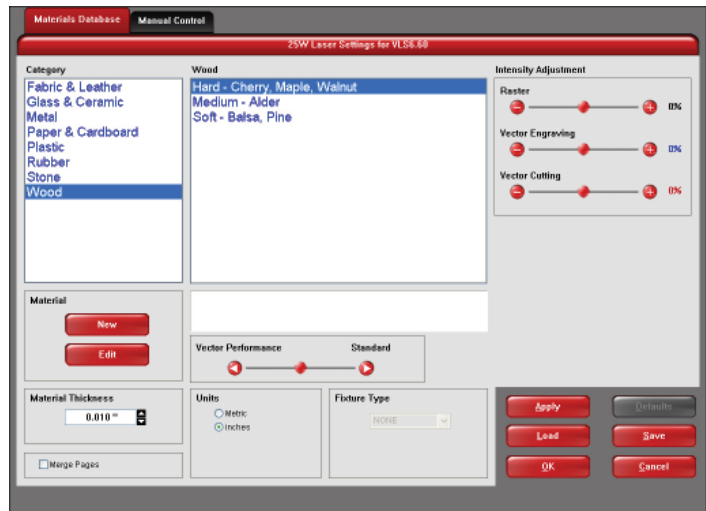 Materials Database
Manual Control
25W Laser Settings for VLS6.60
Category
Fabric & Leather
Glass & Ceramic
Metal
Paper & Cardboard
Plastic
Rubber
Stone
Wood
Wood
Hard - Cherry, Maple, Walnut
Medium - Alder
Soft - Balsa, Pine
Intensity Adjustment
Raster
0%
Vector Engraving
0%
Vector Cutting
0%
Material
New
Edit
Vector Performance Standard
Material Thickness
0.010 "
Merge Pages
Units
Metric
Inches
Fixture Type
NONE
Apply
Defaults
Load
Save
OK
Cancel